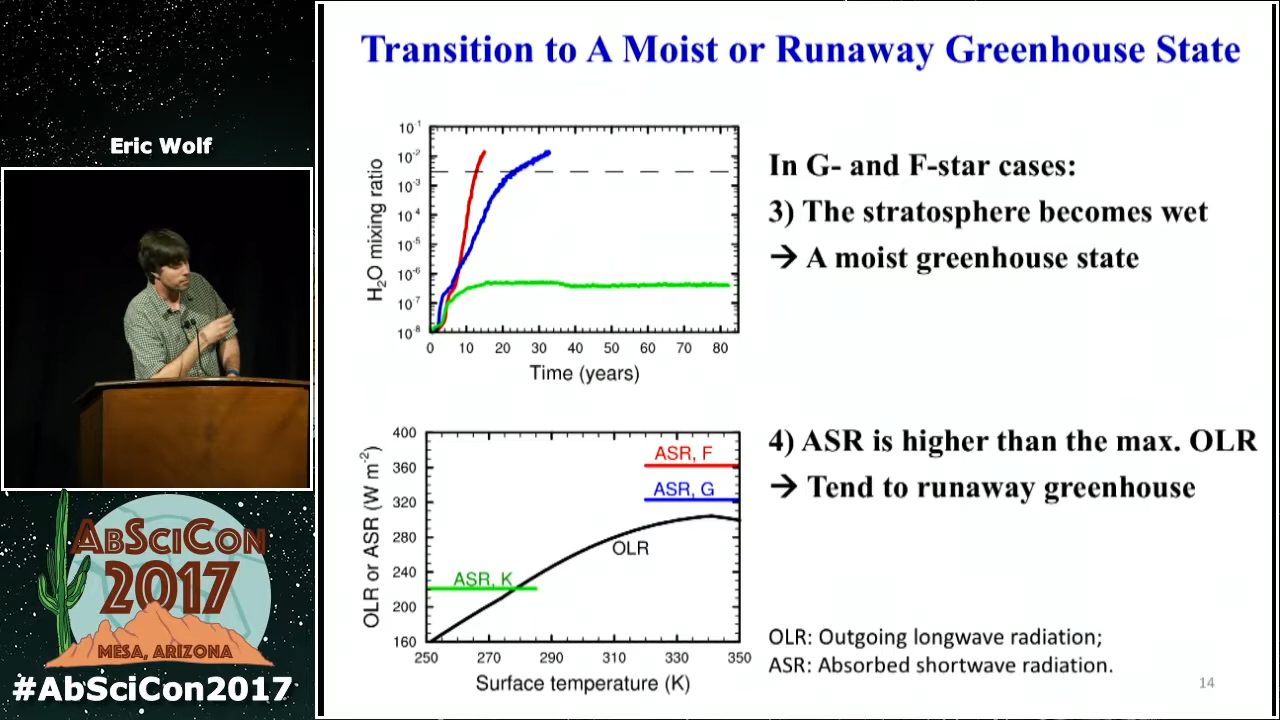 Transition to A Moist or Runaway Greenhouse State
Eric Wolf
10-1
10-2
10-3
10-4
10-5
10-6
10-7
10-8
H2O mixing ratio
0 10 20 30 40 50 60 70 80
Time (years)
In G- and F-star cases:
3) The stratosphere becomes wet
→ A moist greenhouse state
400
360
320
280
240
200
160
OLR or ASR (W m-2)
ASR, F
ASR, G
OLR
ASR, K
250 270 290 310 330 350
Surface temperature (K)
4) ASR is higher than the max. OLR
→ Tend to runaway greenhouse
OLR: Outgoing longwave radiation;
ASR: Absorbed shortwave radiation.
14
ABSCICON
2017
MESA, ARIZONA
#AbSciCon2017